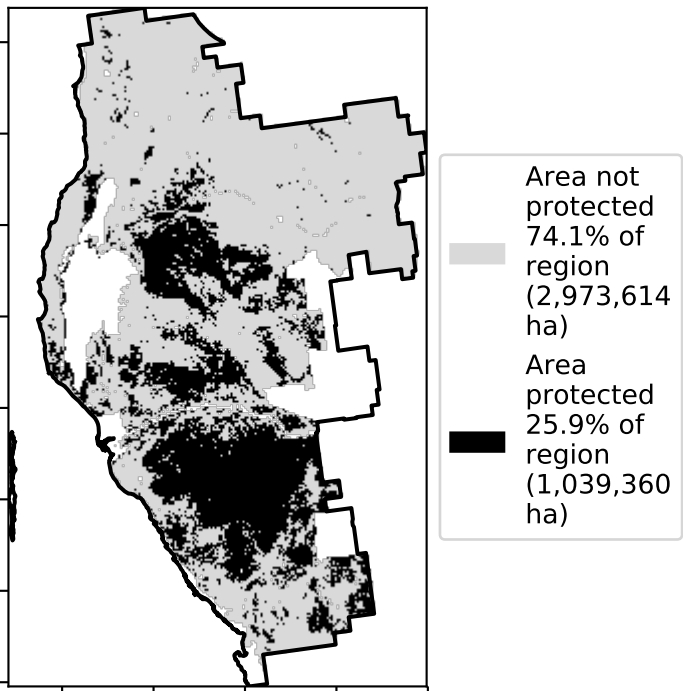 Area not
protected
74.1% of
region
(2,973,614
ha)
Area
protected
25.9% of
region
(1,039,360
ha)